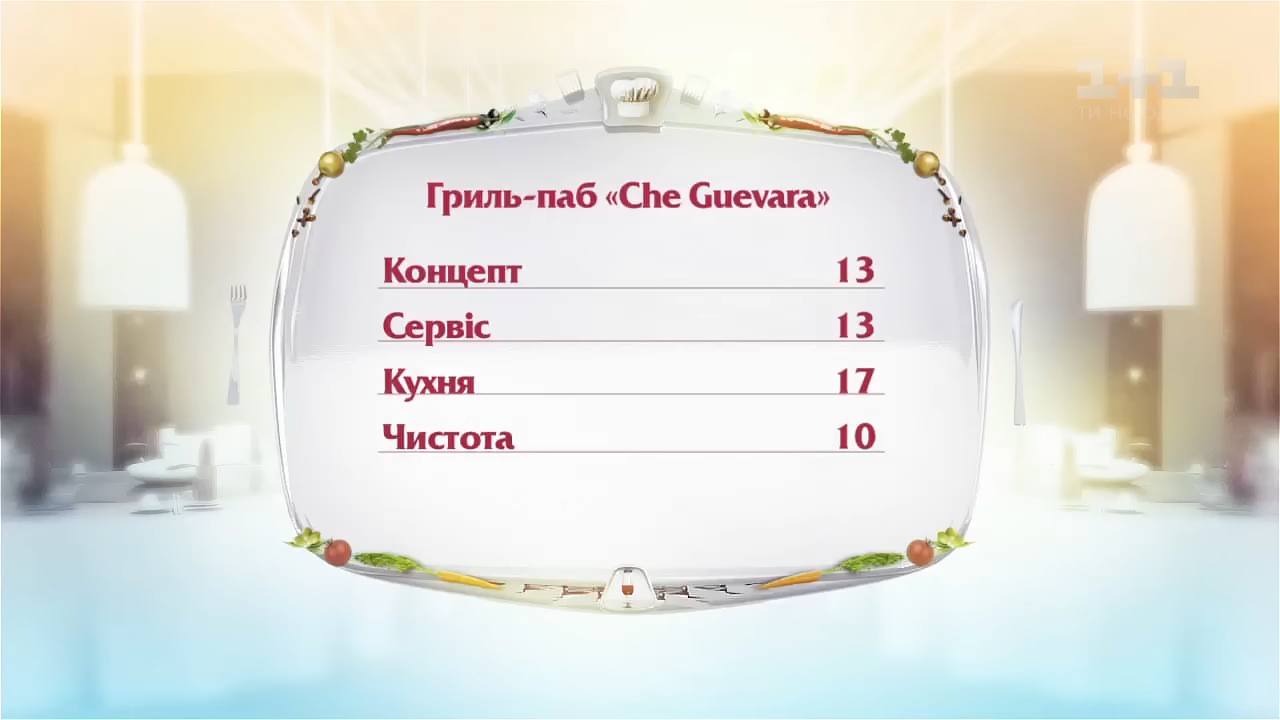 1+1
Гриль-паб «Che Guevara»
Концепт 13
Сервіс 13
Кухня 17
Чистота 10